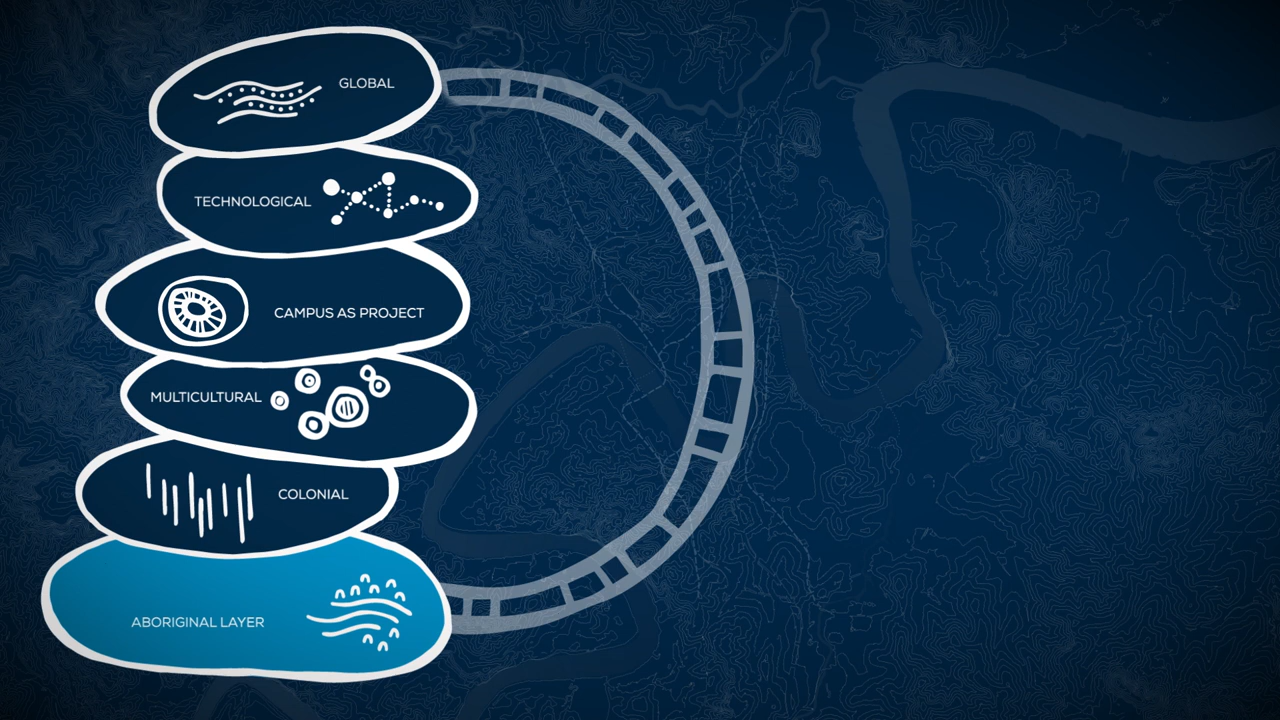 GLOBAL
TECHNOLOGICAL
CAMPUS AS PROJECT
MULTICULTURAL
COLONIAL
ABORIGINAL LAYER